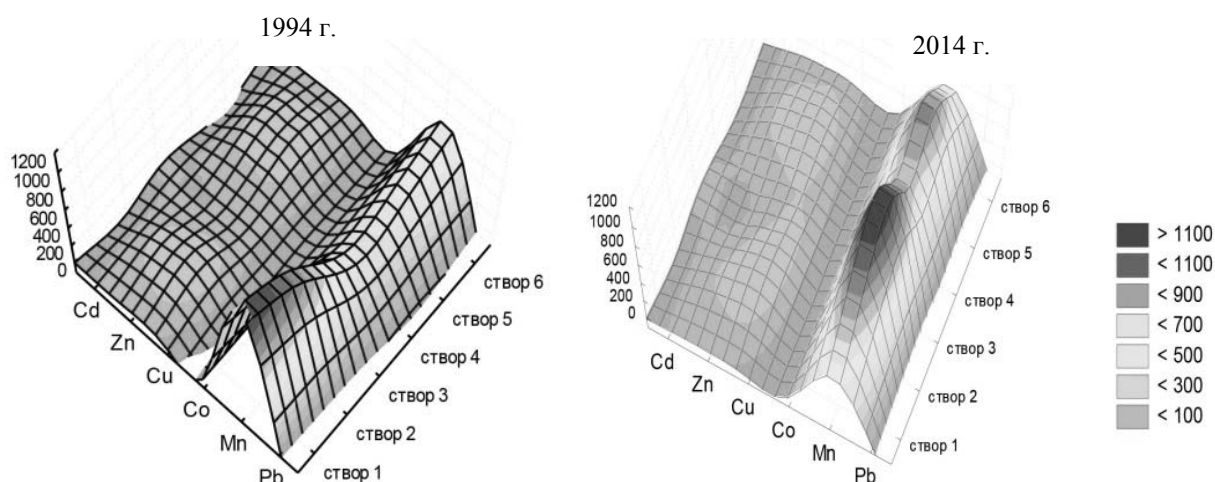 1994 г.
2014 г.
1200
1000
800
600
400
200
0
Cd
Zn
Cu
Co
Mn
Pb
створ 1
створ 2
створ 3
створ 4
створ 5
створ 6
1200
1000
800
600
400
200
0
Cd
Zn
Cu
Co
Mn
Pb
створ 1
створ 2
створ 3
створ 4
створ 5
створ 6
> 1100
< 1100
< 900
< 700
< 500
< 300
< 100